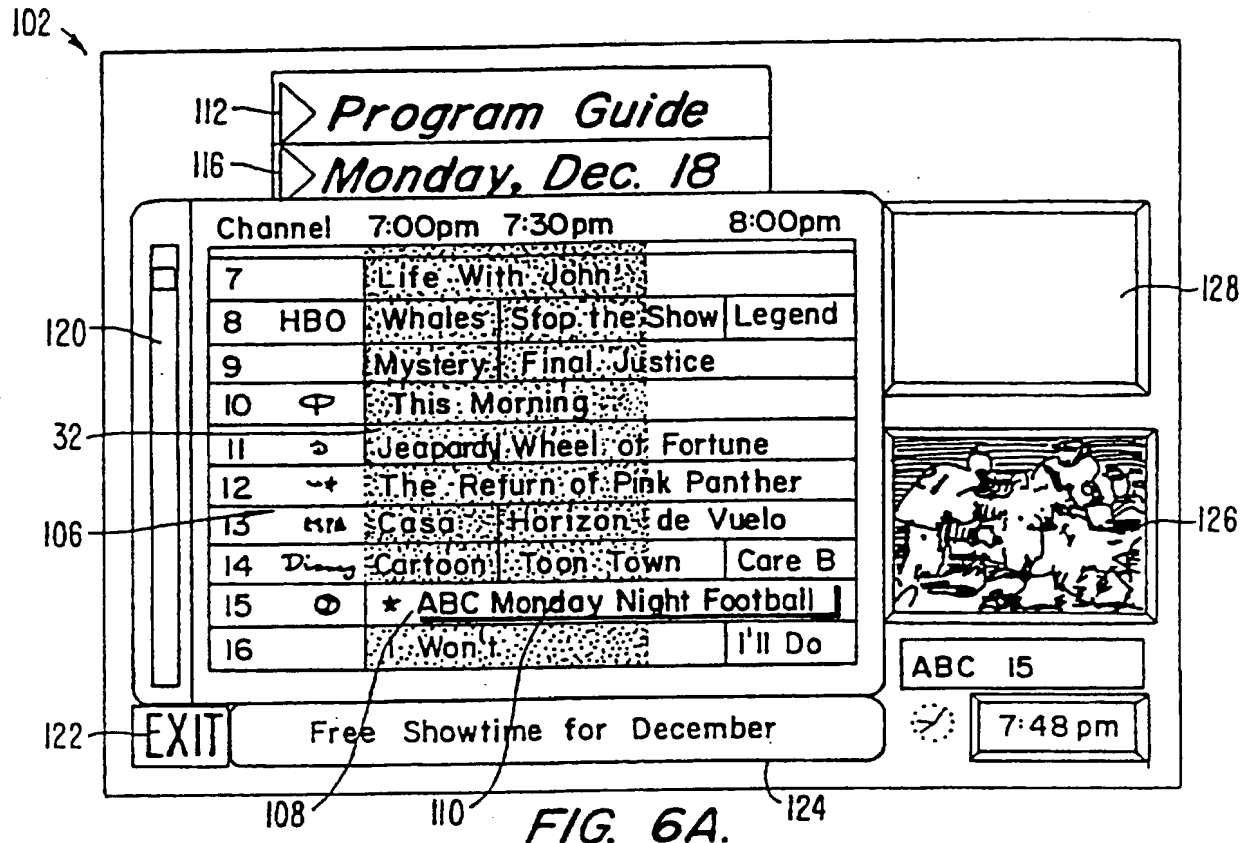 102
112 Program Guide
116 Monday, Dec. 18
Channel 7:00pm 7:30pm 8:00pm
7 Life With John
8 HBO Whales Stop the Show Legend
128
120
9 Mystery Final Justice
10 This Morning
32
11 Jeapardy Wheel of Fortune
12 The Return of Pink Panther
106
13 Casa Horizon de Vuelo
126
14 Disney Cartoon Toon Town Care B
15 ★ ABC Monday Night Football
16 I Won't I'll Do
ABC 15
122 EXIT Free Showtime for December
7:48 pm
108 110 124
FIG. 6A.